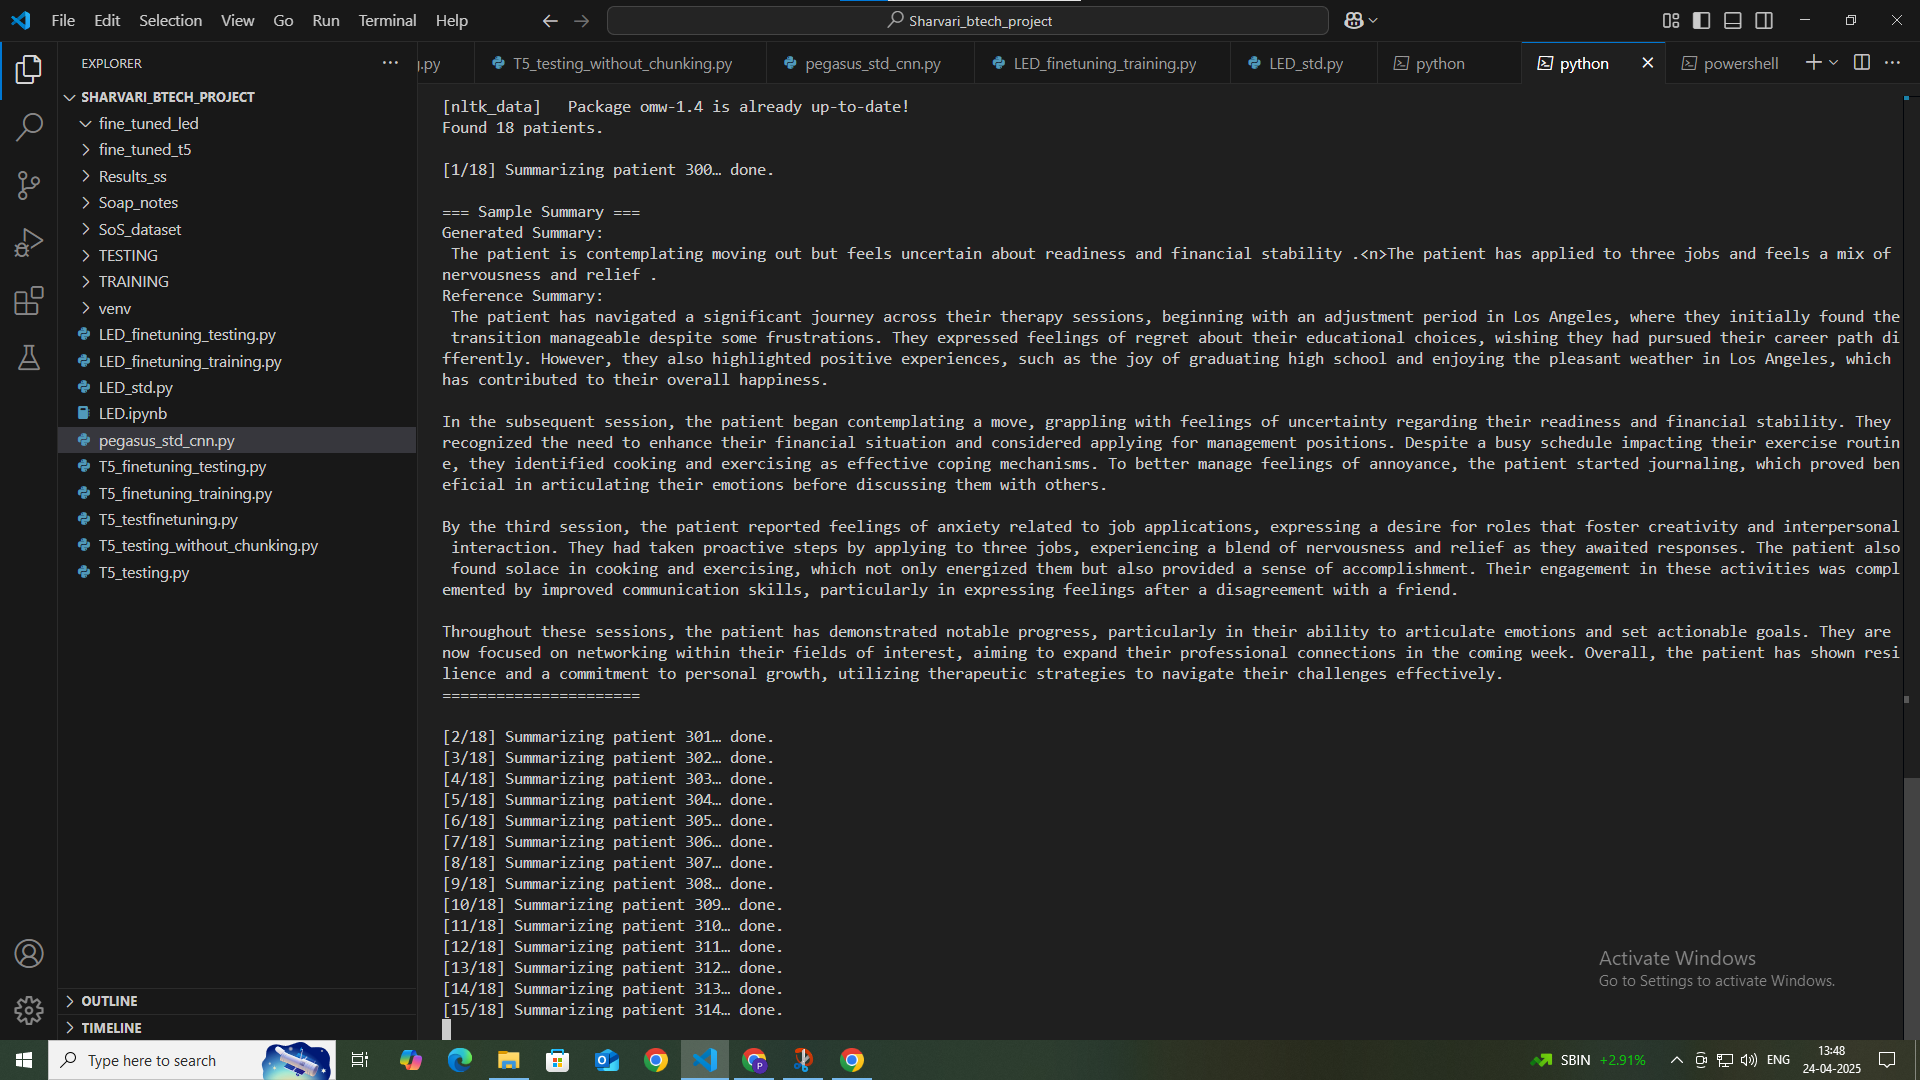 File Edit Selection View Go Run Terminal Help
Sharvari_btech_project
EXPLORER
.py
T5_testing_without_chunking.py
pegasus_std_cnn.py
LED_finetuning_training.py
LED_std.py
python
python
powershell
SHARVARI_BTECH_PROJECT
fine_tuned_led
fine_tuned_t5
Results_ss
Soap_notes
SoS_dataset
TESTING
TRAINING
venv
LED_finetuning_testing.py
LED_finetuning_training.py
LED_std.py
LED.ipynb
pegasus_std_cnn.py
T5_finetuning_testing.py
T5_finetuning_training.py
T5_testfinetuning.py
T5_testing_without_chunking.py
T5_testing.py
OUTLINE
TIMELINE
[nltk_data]   Package omw-1.4 is already up-to-date!
Found 18 patients.
[1/18] Summarizing patient 300… done.
=== Sample Summary ===
Generated Summary:
The patient is contemplating moving out but feels uncertain about readiness and financial stability .<n>The patient has applied to three jobs and feels a mix of
nervousness and relief .
Reference Summary:
The patient has navigated a significant journey across their therapy sessions, beginning with an adjustment period in Los Angeles, where they initially found the
transition manageable despite some frustrations. They expressed feelings of regret about their educational choices, wishing they had pursued their career path di
fferently. However, they also highlighted positive experiences, such as the joy of graduating high school and enjoying the pleasant weather in Los Angeles, which
has contributed to their overall happiness.
In the subsequent session, the patient began contemplating a move, grappling with feelings of uncertainty regarding their readiness and financial stability. They
recognized the need to enhance their financial situation and considered applying for management positions. Despite a busy schedule impacting their exercise routin
e, they identified cooking and exercising as effective coping mechanisms. To better manage feelings of annoyance, the patient started journaling, which proved ben
eficial in articulating their emotions before discussing them with others.
By the third session, the patient reported feelings of anxiety related to job applications, expressing a desire for roles that foster creativity and interpersonal
interaction. They had taken proactive steps by applying to three jobs, experiencing a blend of nervousness and relief as they awaited responses. The patient also
found solace in cooking and exercising, which not only energized them but also provided a sense of accomplishment. Their engagement in these activities was compl
emented by improved communication skills, particularly in expressing feelings after a disagreement with a friend.
Throughout these sessions, the patient has demonstrated notable progress, particularly in their ability to articulate emotions and set actionable goals. They are
now focused on networking within their fields of interest, aiming to expand their professional connections in the coming week. Overall, the patient has shown resi
lience and a commitment to personal growth, utilizing therapeutic strategies to navigate their challenges effectively.
======================
[2/18] Summarizing patient 301… done.
[3/18] Summarizing patient 302… done.
[4/18] Summarizing patient 303… done.
[5/18] Summarizing patient 304… done.
[6/18] Summarizing patient 305… done.
[7/18] Summarizing patient 306… done.
[8/18] Summarizing patient 307… done.
[9/18] Summarizing patient 308… done.
[10/18] Summarizing patient 309… done.
[11/18] Summarizing patient 310… done.
[12/18] Summarizing patient 311… done.
[13/18] Summarizing patient 312… done.
[14/18] Summarizing patient 313… done.
[15/18] Summarizing patient 314… done.
Activate Windows
Go to Settings to activate Windows.
Type here to search
SBIN +2.91%
ENG
13:48
24-04-2025